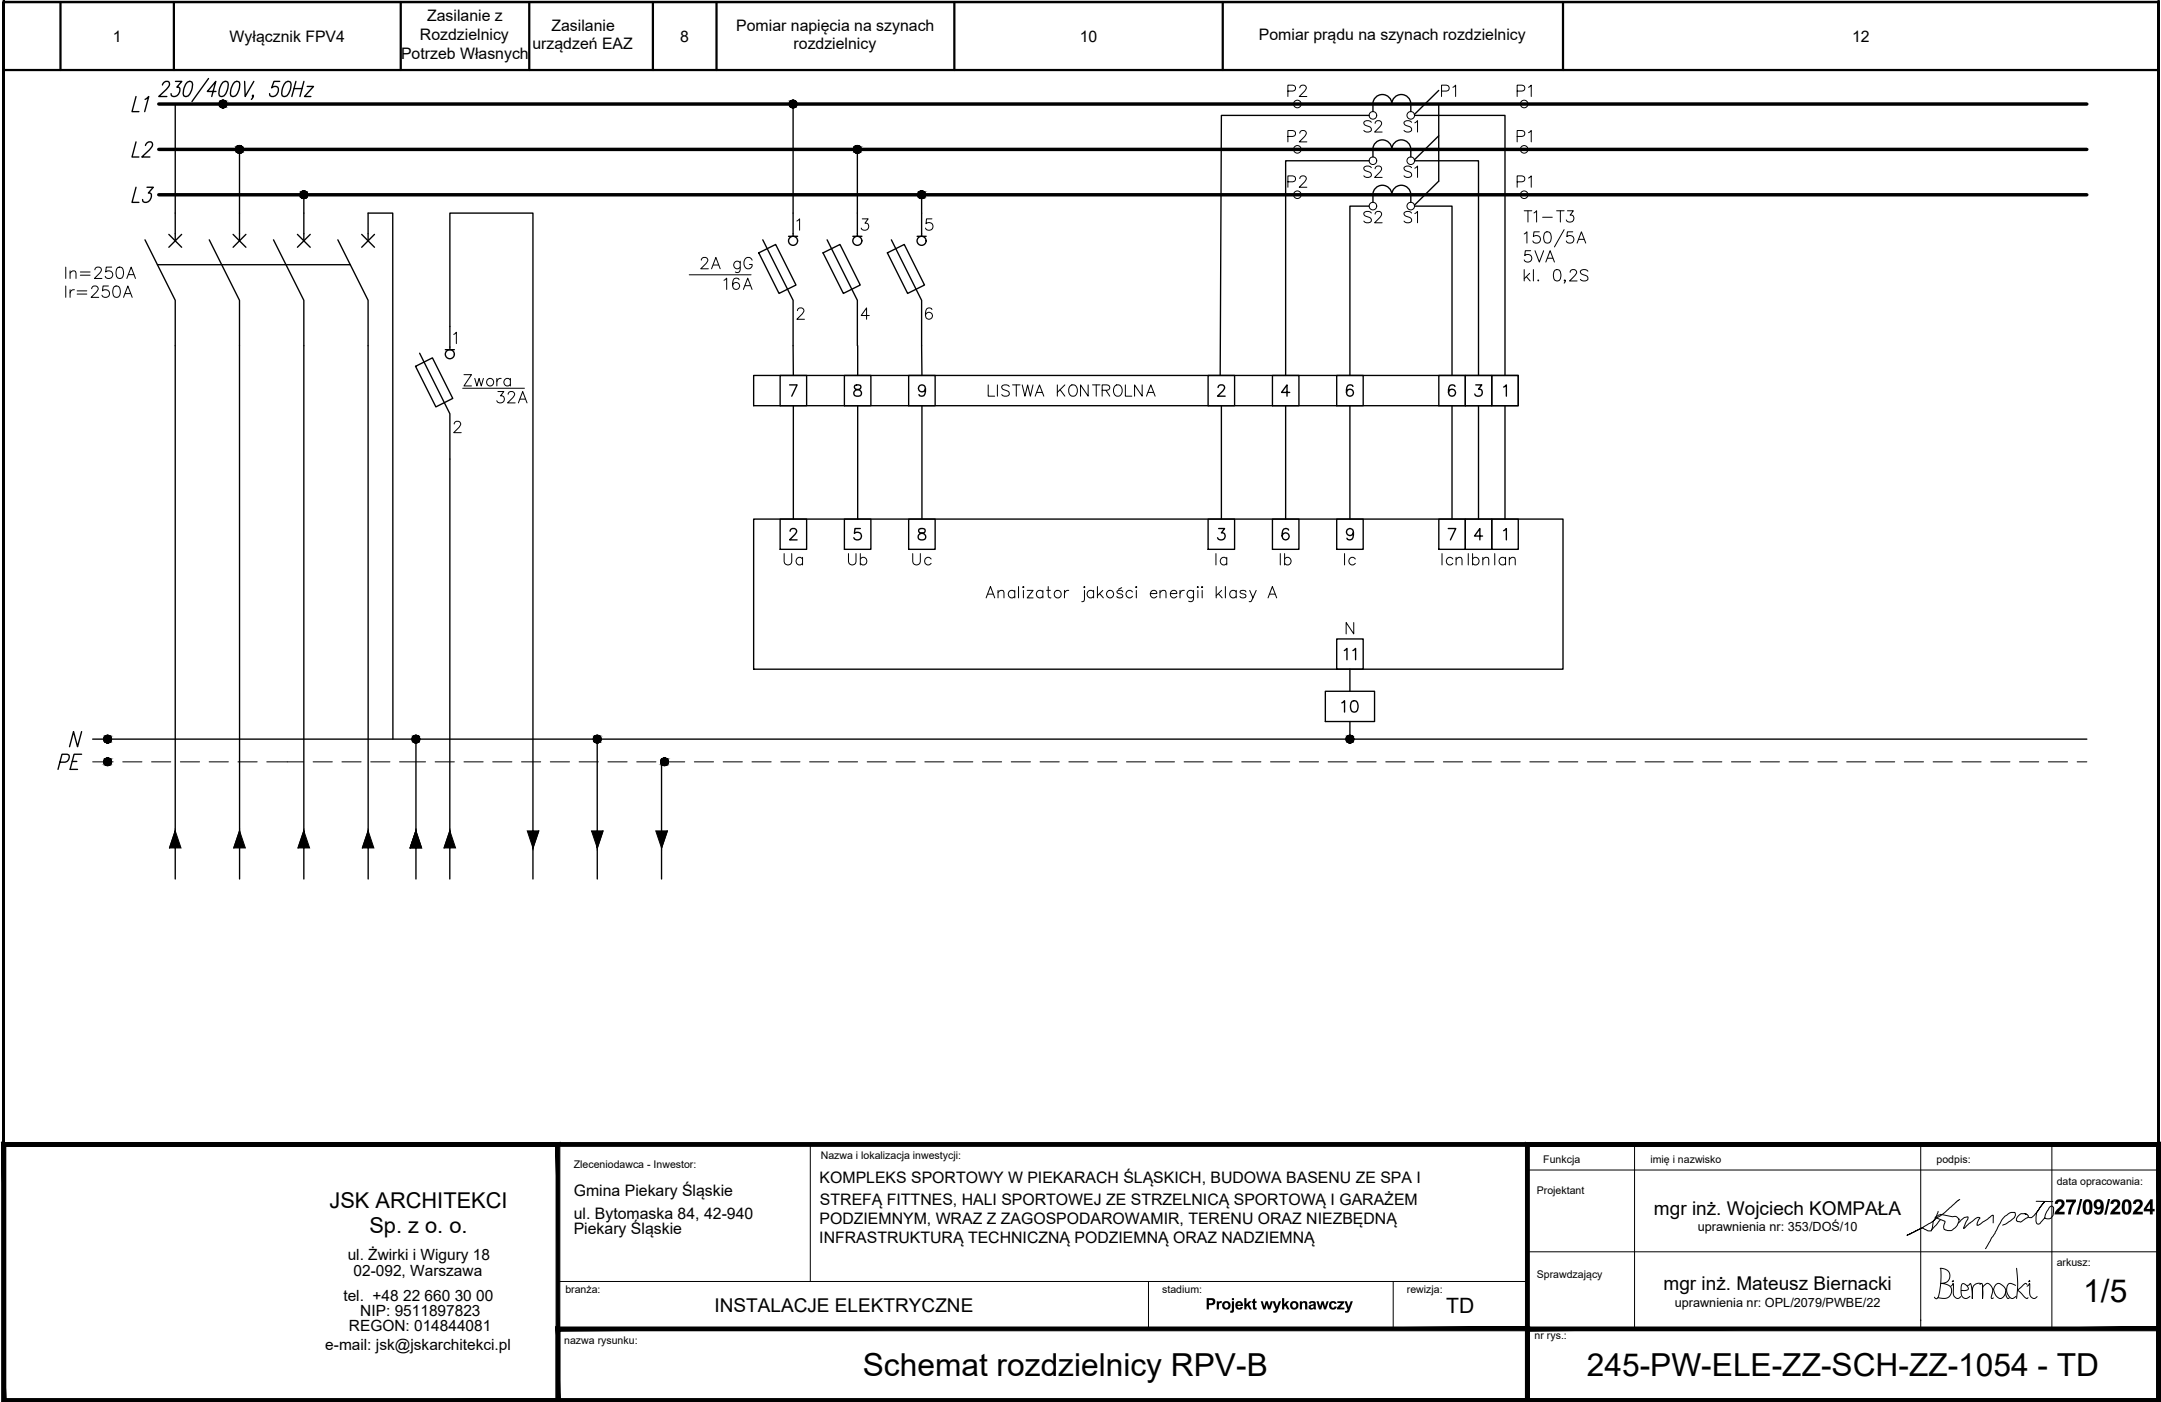 1
Wyłącznik FPV4
Zasilanie z
Rozdzielnicy
Potrzeb Własnych
Zasilanie
urządzeń EAZ
8
Pomiar napięcia na szynach
rozdzielnicy
10
Pomiar prądu na szynach rozdzielnicy
12
230/400V, 50Hz
L1
L2
L3
P2 P1 P1
S2 S1
P2 P1
S2 S1
P2 P1
S2 S1
T1-T3
150/5A
5VA
kl. 0,2S
In=250A
Ir=250A
1
Zwora
32A
2
2A gG
16A
1 3 5
2 4 6
7 8 9 LISTWA KONTROLNA 2 4 6 6 3 1
2 5 8 3 6 9 7 4 1
Ua Ub Uc Ia Ib Ic Icn Ibn Ian
Analizator jakości energii klasy A
N
11
10
N
PE
JSK ARCHITEKCI
Sp. z o. o.
ul. Żwirki i Wigury 18
02-092, Warszawa
tel. +48 22 660 30 00
NIP: 9511897823
REGON: 014844081
e-mail: jsk@jskarchitekci.pl
Zleceniodawca - Inwestor:
Gmina Piekary Śląskie
ul. Bytomaska 84, 42-940
Piekary Śląskie
Nazwa i lokalizacja inwestycji:
KOMPLEKS SPORTOWY W PIEKARACH ŚLĄSKICH, BUDOWA BASENU ZE SPA I
STREFĄ FITTNES, HALI SPORTOWEJ ZE STRZELNICĄ SPORTOWĄ I GARAŻEM
PODZIEMNYM, WRAZ Z ZAGOSPODAROWAMIR, TERENU ORAZ NIEZBĘDNĄ
INFRASTRUKTURĄ TECHNICZNĄ PODZIEMNĄ ORAZ NADZIEMNĄ
branża:
INSTALACJE ELEKTRYCZNE
stadium:
Projekt wykonawczy
rewizja:
TD
nazwa rysunku:
Schemat rozdzielnicy RPV-B
Funkcja
imię i nazwisko
podpis:
Projektant
mgr inż. Wojciech KOMPAŁA
uprawnienia nr: 353/DOŚ/10
Kompała
data opracowania:
27/09/2024
Sprawdzający
mgr inż. Mateusz Biernacki
uprawnienia nr: OPL/2079/PWBE/22
Biernacki
arkusz:
1/5
nr rys.:
245-PW-ELE-ZZ-SCH-ZZ-1054 - TD